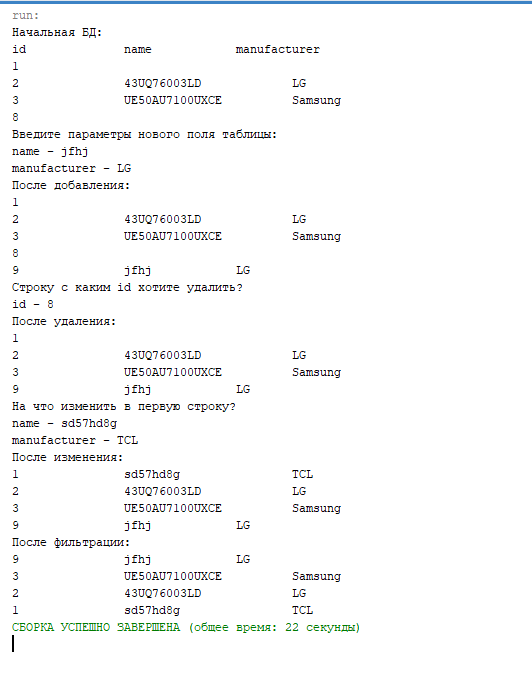 run:
Начальная БД:
id name manufacturer
1
2 43UQ76003LD LG
3 UE50AU7100UXCE Samsung
8
Введите параметры нового поля таблицы:
name - jfhj
manufacturer - LG
После добавления:
1
2 43UQ76003LD LG
3 UE50AU7100UXCE Samsung
8
9 jfhj LG
Строку с каким id хотите удалить?
id - 8
После удаления:
1
2 43UQ76003LD LG
3 UE50AU7100UXCE Samsung
9 jfhj LG
На что изменить в первую строку?
name - sd57hd8g
manufacturer - TCL
После изменения:
1 sd57hd8g TCL
2 43UQ76003LD LG
3 UE50AU7100UXCE Samsung
9 jfhj LG
После фильтрации:
9 jfhj LG
3 UE50AU7100UXCE Samsung
2 43UQ76003LD LG
1 sd57hd8g TCL
СБОРКА УСПЕШНО ЗАВЕРШЕНА (общее время: 22 секунды)